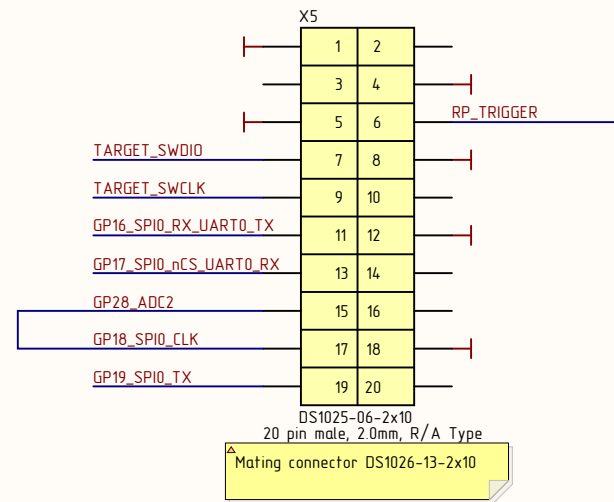 X5
1 2
3 4
5 6 RP_TRIGGER
TARGET_SWDIO 7 8
TARGET_SWCLK 9 10
GP16_SPI0_RX_UART0_TX 11 12
GP17_SPI0_nCS_UART0_RX 13 14
GP28_ADC2 15 16
GP18_SPI0_CLK 17 18
GP19_SPI0_TX 19 20
DS1025-06-2x10
20 pin male, 2.0mm, R/A Type
Mating connector DS1026-13-2x10